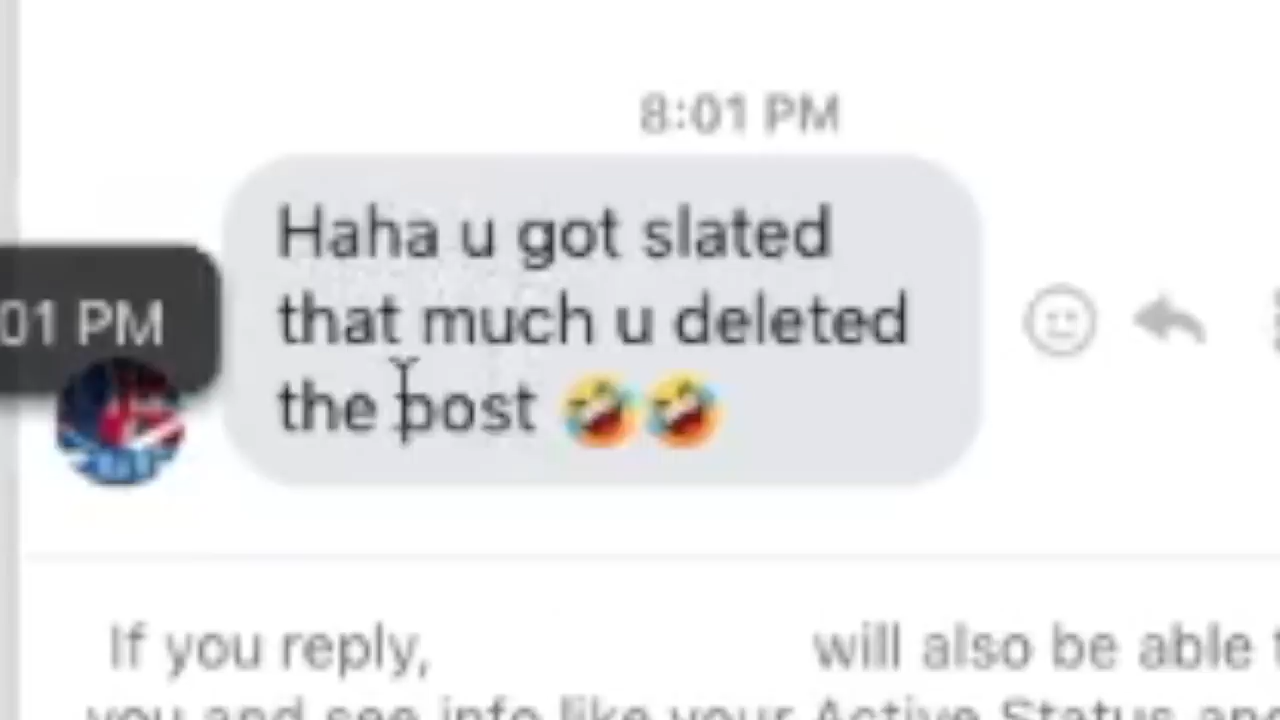 8:01 PM
Haha u got slated
that much u deleted
the post 🤣🤣
01 PM
If you reply, will also be able
you and see info like your Active Status and